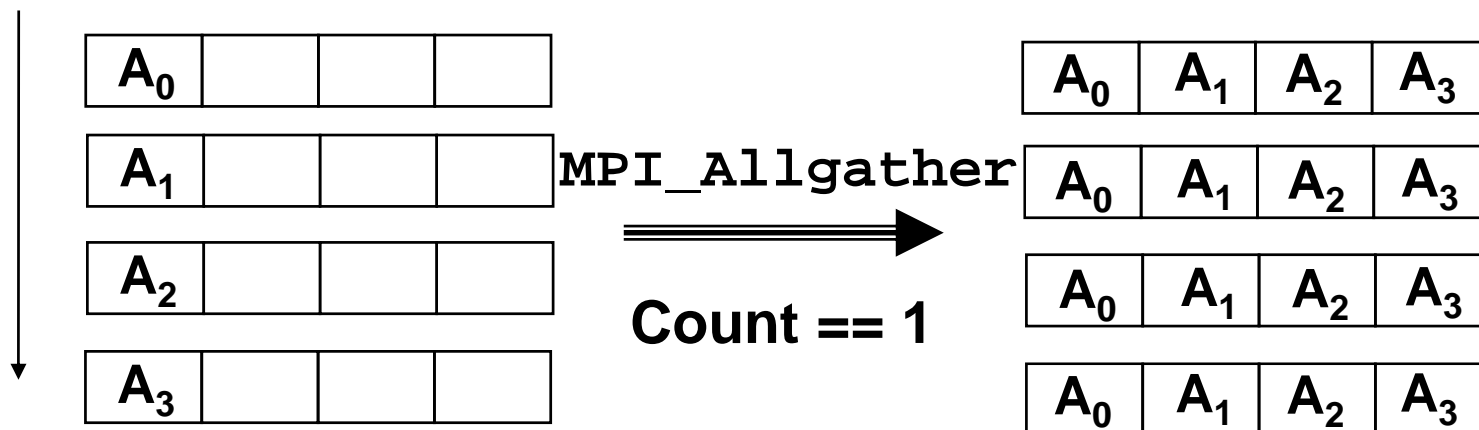 A0
A1
A2
A3
MPI_Allgather
Count == 1
A0 A1 A2 A3
A0 A1 A2 A3
A0 A1 A2 A3
A0 A1 A2 A3